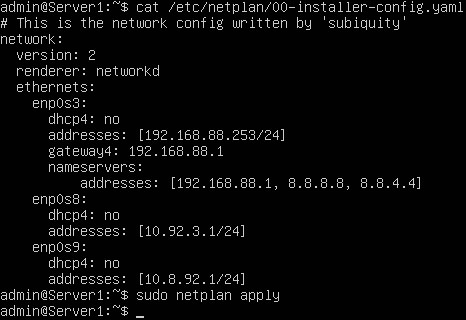 admin@Server1:~$ cat /etc/netplan/00-installer-config.yaml
# This is the network config written by 'subiquity'
network:
  version: 2
  renderer: networkd
  ethernets:
    enp0s3:
      dhcp4: no
      addresses: [192.168.88.253/24]
      gateway4: 192.168.88.1
      nameservers:
          addresses: [192.168.88.1, 8.8.8.8, 8.8.4.4]
    enp0s8:
      dhcp4: no
      addresses: [10.92.3.1/24]
    enp0s9:
      dhcp4: no
      addresses: [10.8.92.1/24]
admin@Server1:~$ sudo netplan apply
admin@Server1:~$ _